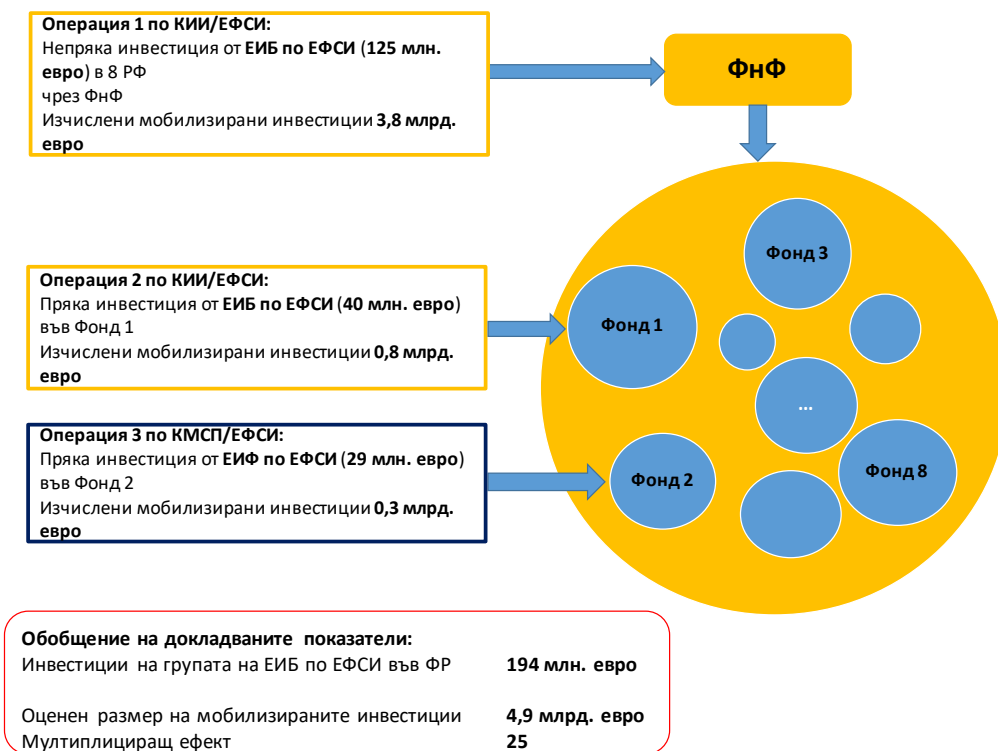 Операция 1 по КИИ/ЕФСИ:
Непряка инвестиция от ЕИБ по ЕФСИ (125 млн.
евро) в 8 РФ
чрез ФнФ
Изчислени мобилизирани инвестиции 3,8 млрд.
евро
ФнФ
Фонд 3
Операция 2 по КИИ/ЕФСИ:
Пряка инвестиция от ЕИБ по ЕФСИ (40 млн. евро)
във Фонд 1
Изчислени мобилизирани инвестиции 0,8 млрд.
евро
Фонд 1
...
Операция 3 по КМСП/ЕФСИ:
Пряка инвестиция от ЕИФ по ЕФСИ (29 млн. евро)
във Фонд 2
Изчислени мобилизирани инвестиции 0,3 млрд.
евро
Фонд 2
Фонд 8
Обобщение на докладваните показатели:
Инвестиции на групата на ЕИБ по ЕФСИ във ФР 194 млн. евро
Оценен размер на мобилизираните инвестиции 4,9 млрд. евро
Мултиплициращ ефект 25